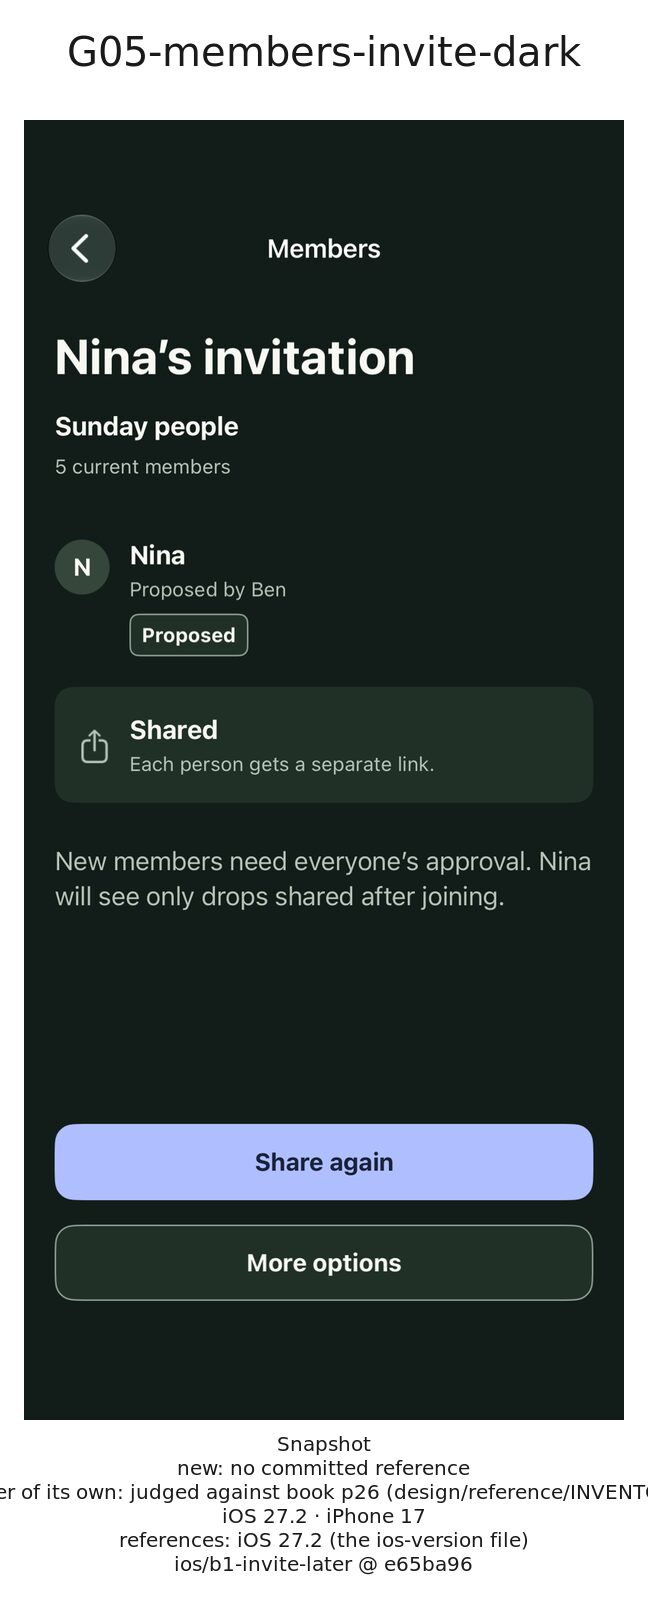 G05-members-invite-dark
Members
Nina’s invitation
Sunday people
5 current members
N
Nina
Proposed by Ben
Proposed
Shared
Each person gets a separate link.
New members need everyone’s approval. Nina
will see only drops shared after joining.
Share again
More options
Snapshot
new: no committed reference
of its own: judged against book p26 (design/reference/
iOS 27.2 · iPhone 17
references: iOS 27.2 (the ios-version file)
ios/b1-invite-later @ e65ba96